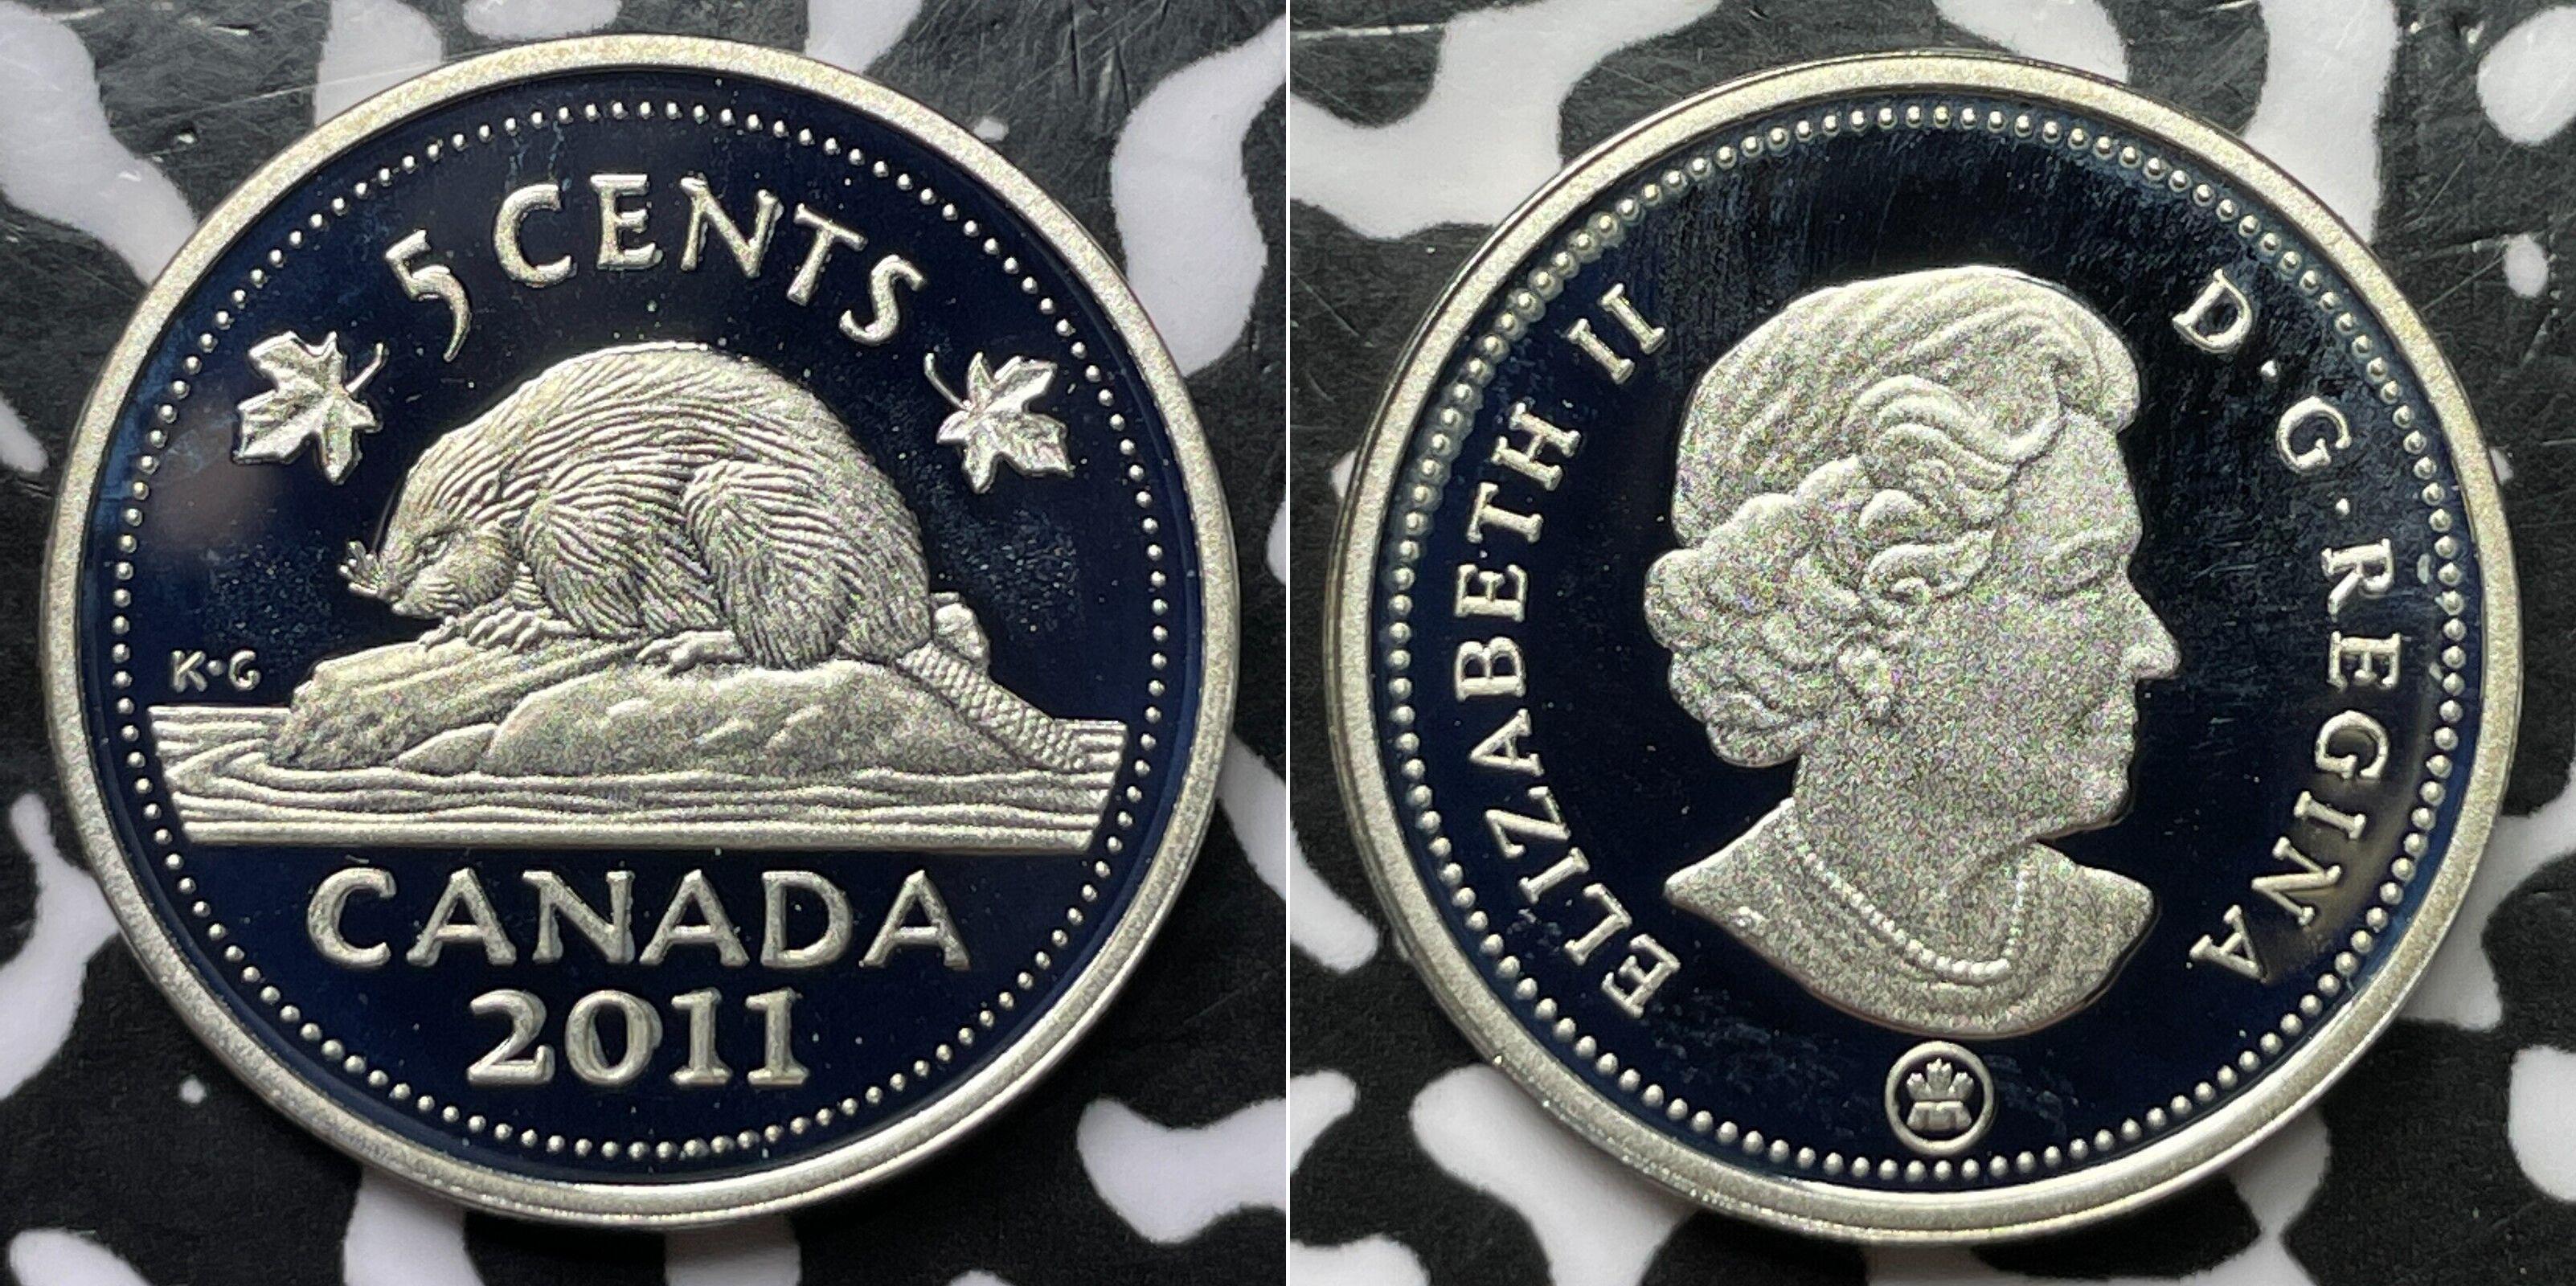 5 CENTS
K·G
CANADA
2011
ELIZABETH II
D·G·REGINA